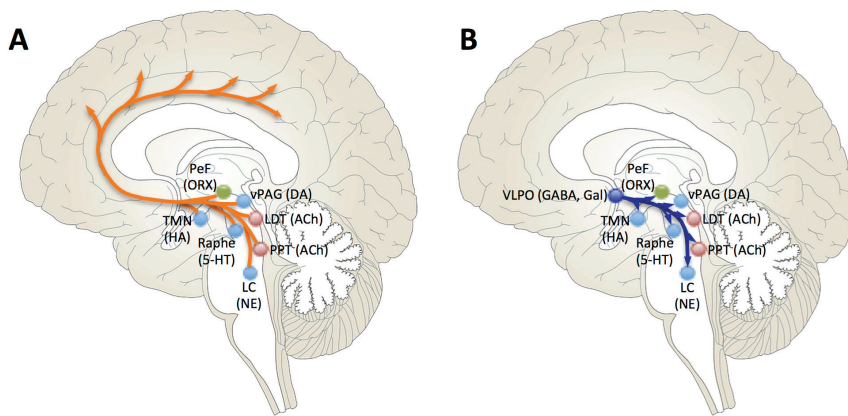 A
PeF
(ORX)
vPAG (DA)
LDT (ACh)
TMN
(HA)
Raphe
(5-HT)
PPT (ACh)
LC
(NE)
B
PeF
(ORX)
VLPO (GABA, Gal)
vPAG (DA)
LDT (ACh)
TMN
(HA)
Raphe
(5-HT)
PPT (ACh)
LC
(NE)